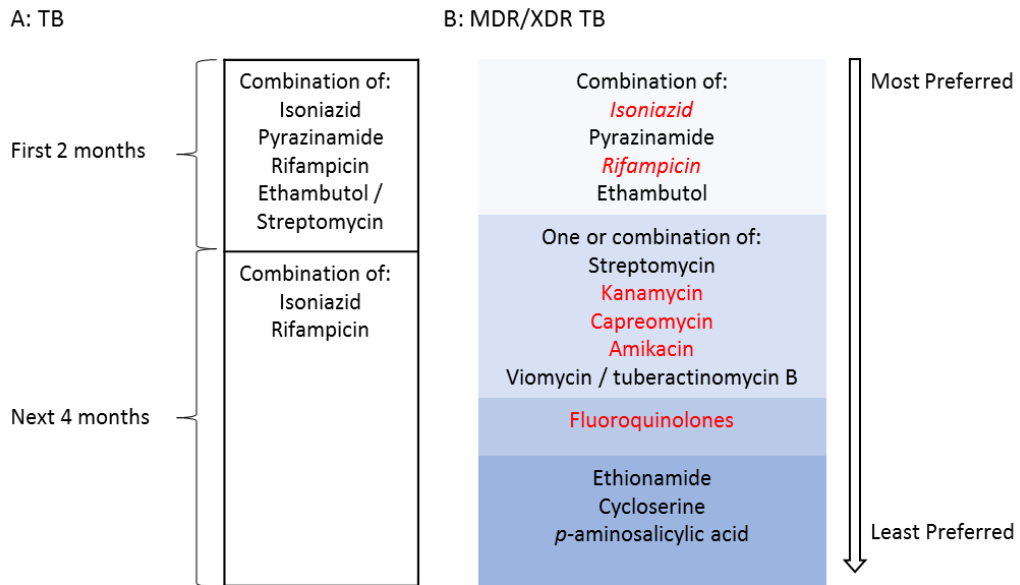 A: TB
First 2 months
Combination of:
Isoniazid
Pyrazinamide
Rifampicin
Ethambutol /
Streptomycin
Next 4 months
Combination of:
Isoniazid
Rifampicin
B: MDR/XDR TB
Combination of:
Isoniazid
Pyrazinamide
Rifampicin
Ethambutol
One or combination of:
Streptomycin
Kanamycin
Capreomycin
Amikacin
Viomycin / tuberactinomycin B
Fluoroquinolones
Ethionamide
Cycloserine
p-aminosalicylic acid
Most Preferred
Least Preferred